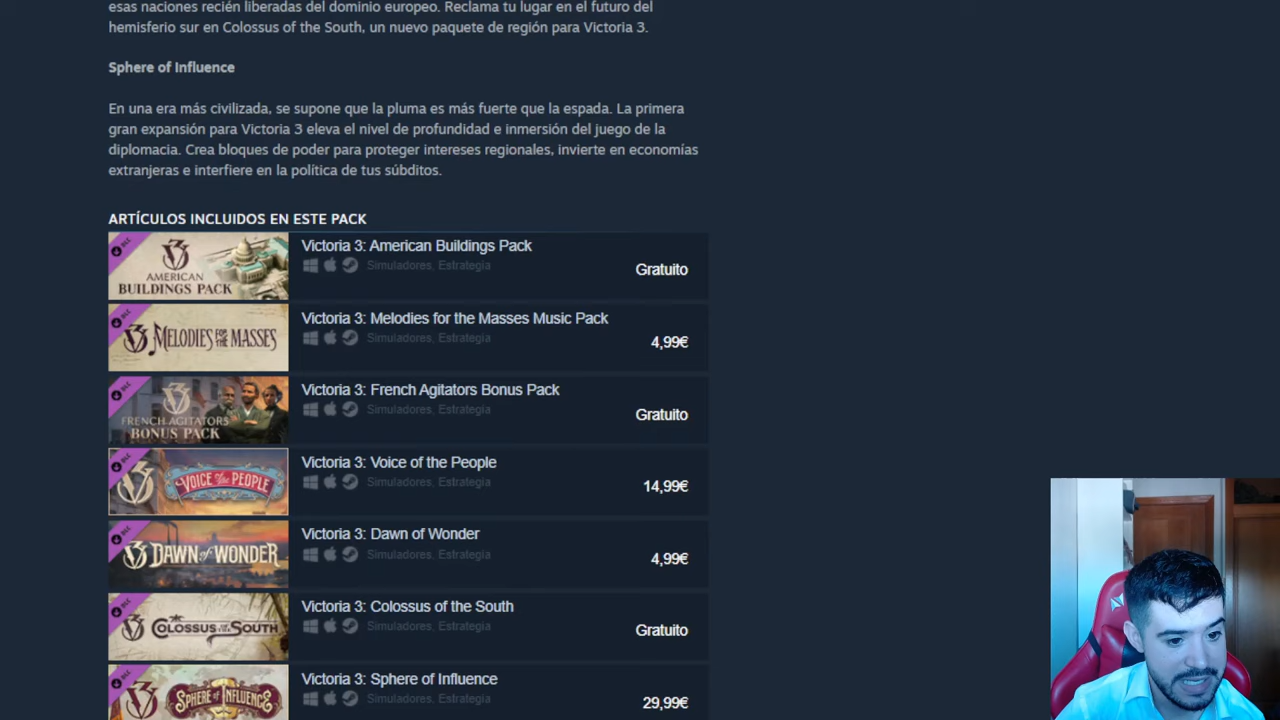 esas naciones recién liberadas del dominio europeo. Reclama tu lugar en el futuro del
hemisferio sur en Colossus of the South, un nuevo paquete de región para Victoria 3.
Sphere of Influence
En una era más civilizada, se supone que la pluma es más fuerte que la espada. La primera
gran expansión para Victoria 3 eleva el nivel de profundidad e inmersión del juego de la
diplomacia. Crea bloques de poder para proteger intereses regionales, invierte en economías
extranjeras e interfiere en la política de tus súbditos.
ARTÍCULOS INCLUIDOS EN ESTE PACK
DLC
AMERICAN
BUILDINGS PACK
Victoria 3: American Buildings Pack
Simuladores, Estrategia
Gratuito
DLC
MELODIES FOR THE MASSES
Victoria 3: Melodies for the Masses Music Pack
Simuladores, Estrategia
4,99€
DLC
FRENCH AGITATORS
BONUS PACK
Victoria 3: French Agitators Bonus Pack
Simuladores, Estrategia
Gratuito
DLC
VOICE OF THE PEOPLE
Victoria 3: Voice of the People
Simuladores, Estrategia
14,99€
DLC
DAWN OF WONDER
Victoria 3: Dawn of Wonder
Simuladores, Estrategia
4,99€
DLC
COLOSSUS OF THE SOUTH
Victoria 3: Colossus of the South
Simuladores, Estrategia
Gratuito
DLC
SPHERE OF INFLUENCE
Victoria 3: Sphere of Influence
Simuladores, Estrategia
29,99€